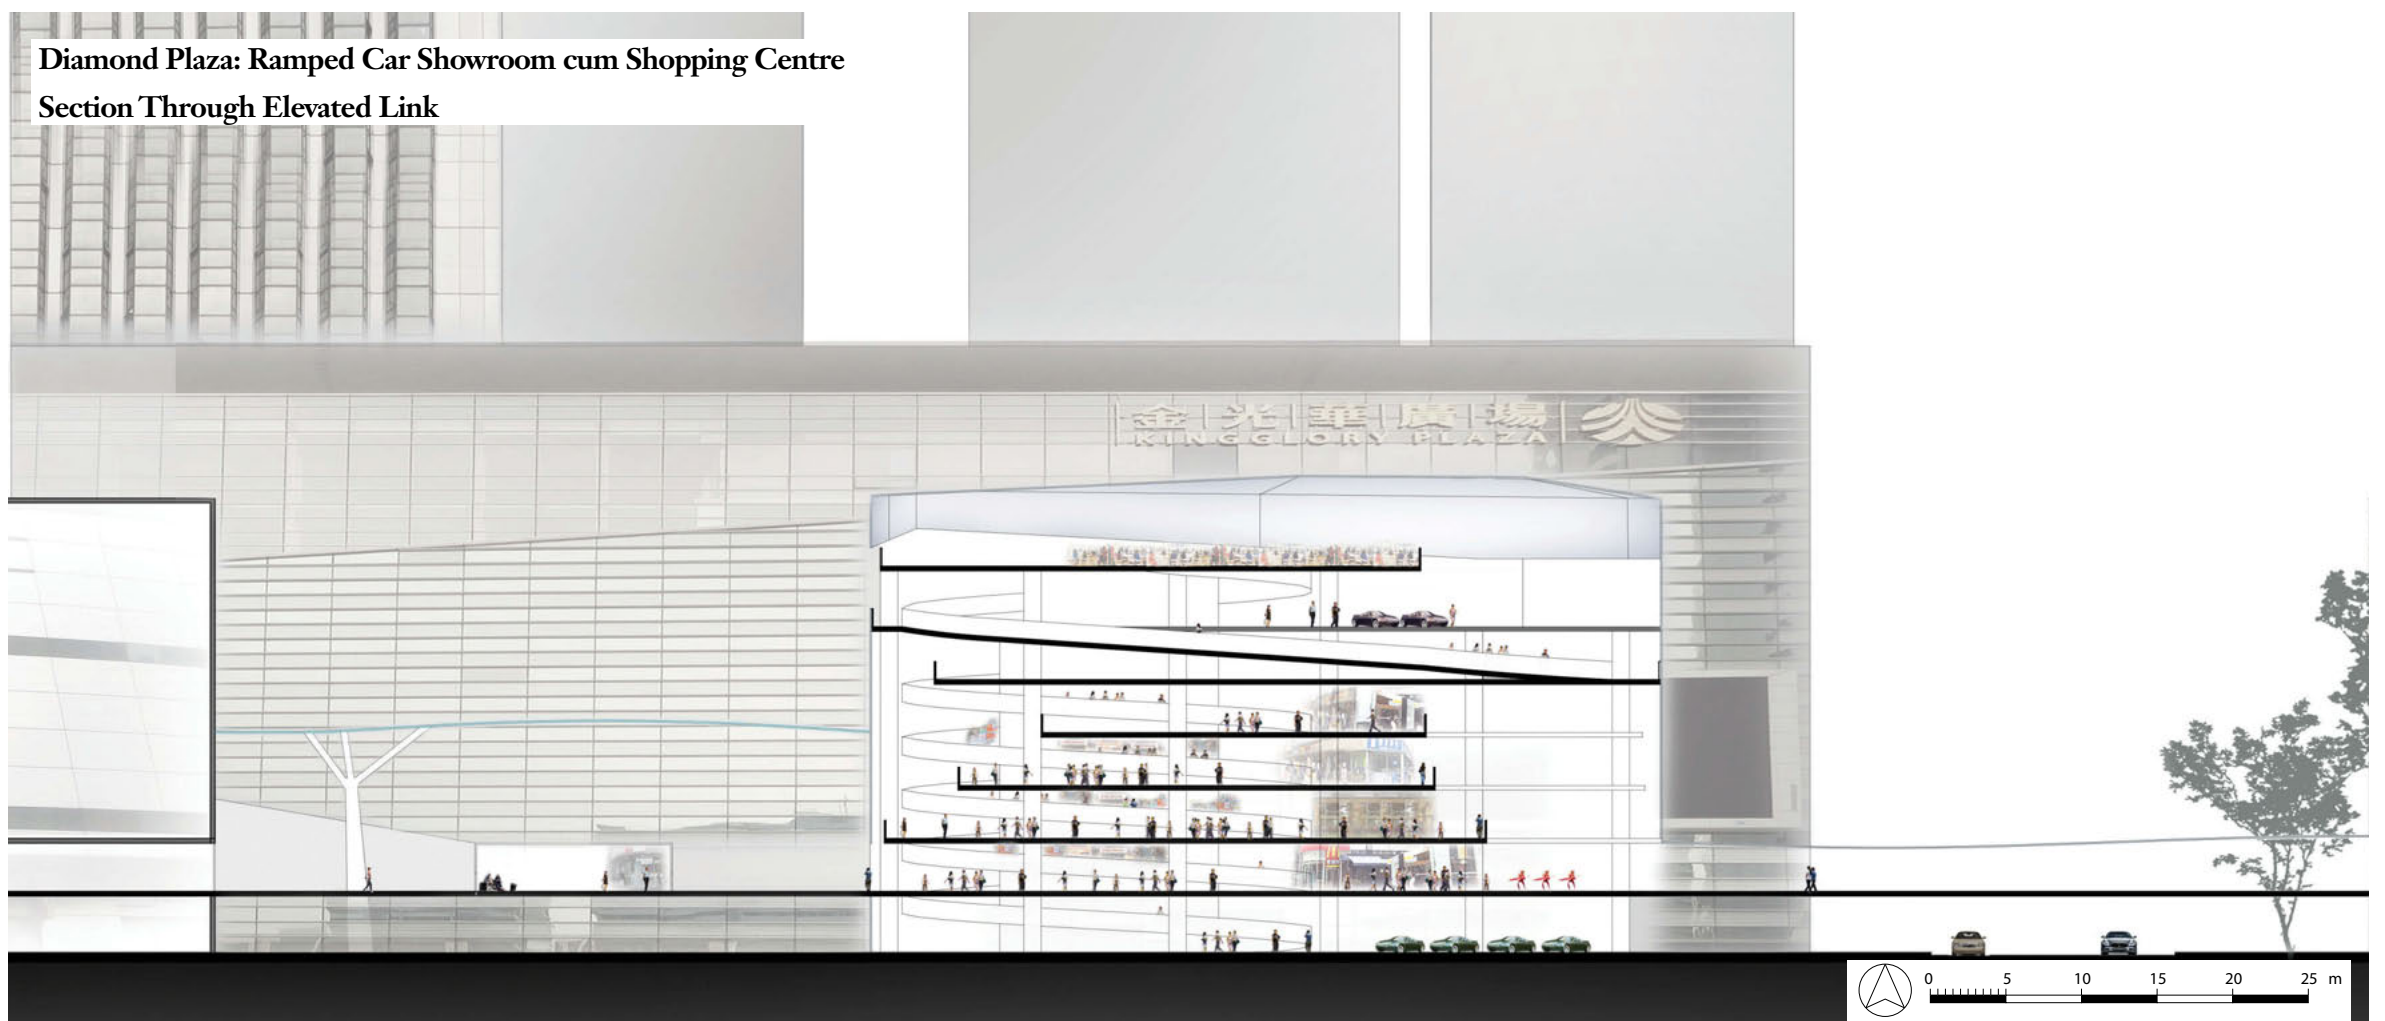 Diamond Plaza: Ramped Car Showroom cum Shopping Centre
Section Through Elevated Link
金光華廣場
KINGGLORY PLAZA
0 5 10 15 20 25 m